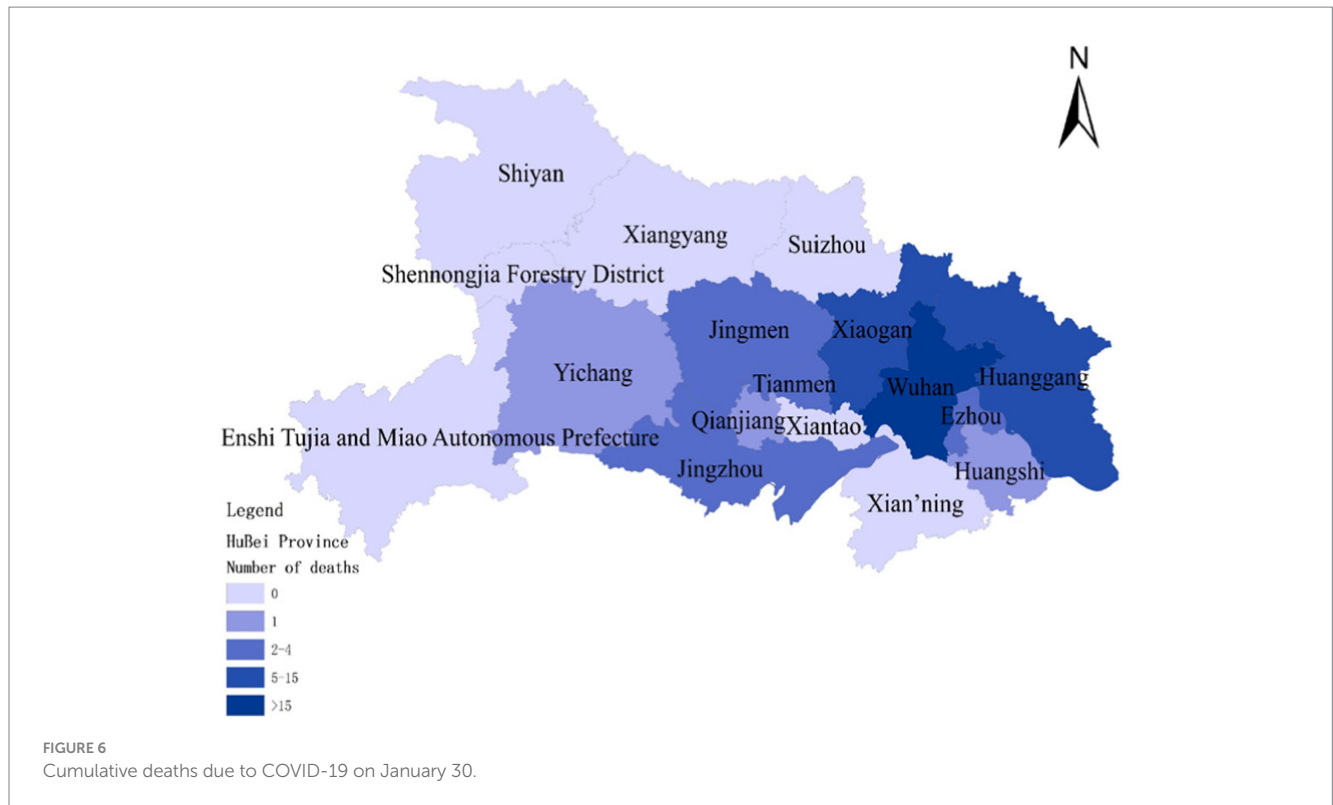 N
Shiyan
Xiangyang
Suizhou
Shennongjia Forestry District
Jingmen
Xiaogan
Yichang
Tianmen
Wuhan
Huanggang
Qianjiang
Xiantao
Ezhou
Enshi Tujia and Miao Autonomous Prefecture
Jingzhou
Huangshi
Xian’ning
Legend
HuBei Province
Number of deaths
0
1
2-4
5-15
>15
FIGURE 6
Cumulative deaths due to COVID-19 on January 30.